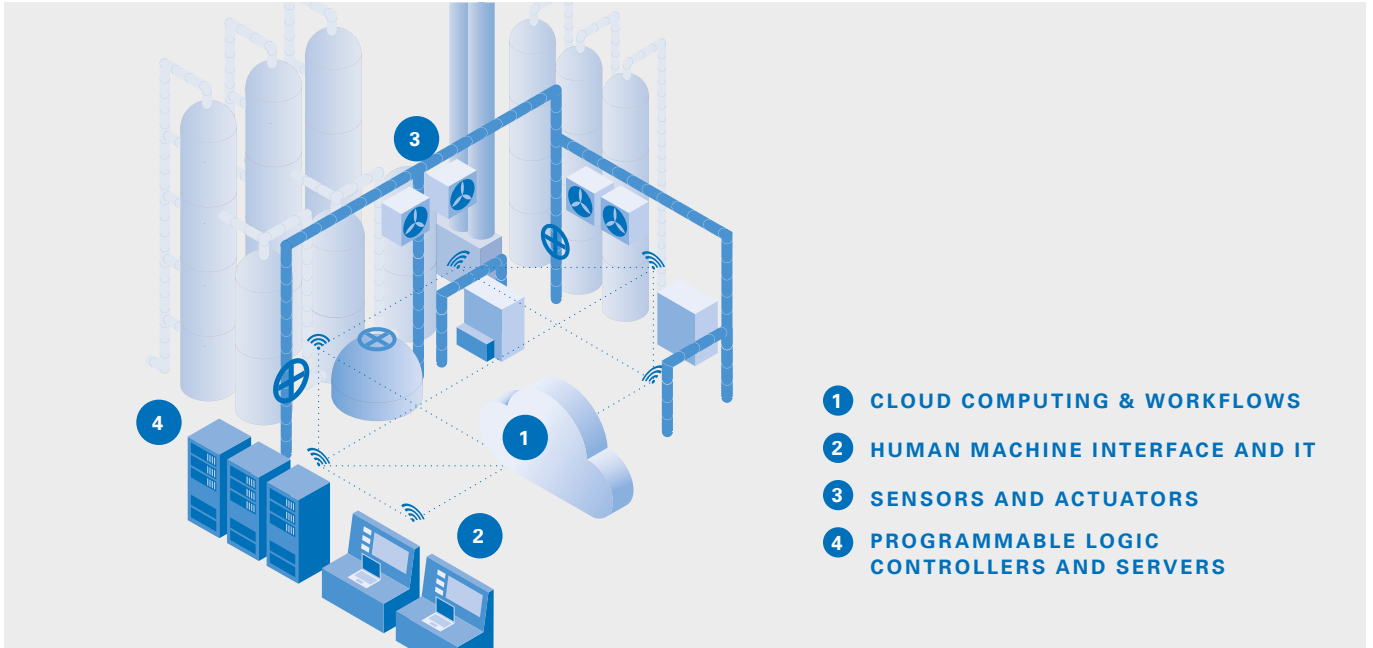 3
4
1
2
1 CLOUD COMPUTING & WORKFLOWS
2 HUMAN MACHINE INTERFACE AND IT
3 SENSORS AND ACTUATORS
4 PROGRAMMABLE LOGIC
CONTROLLERS AND SERVERS